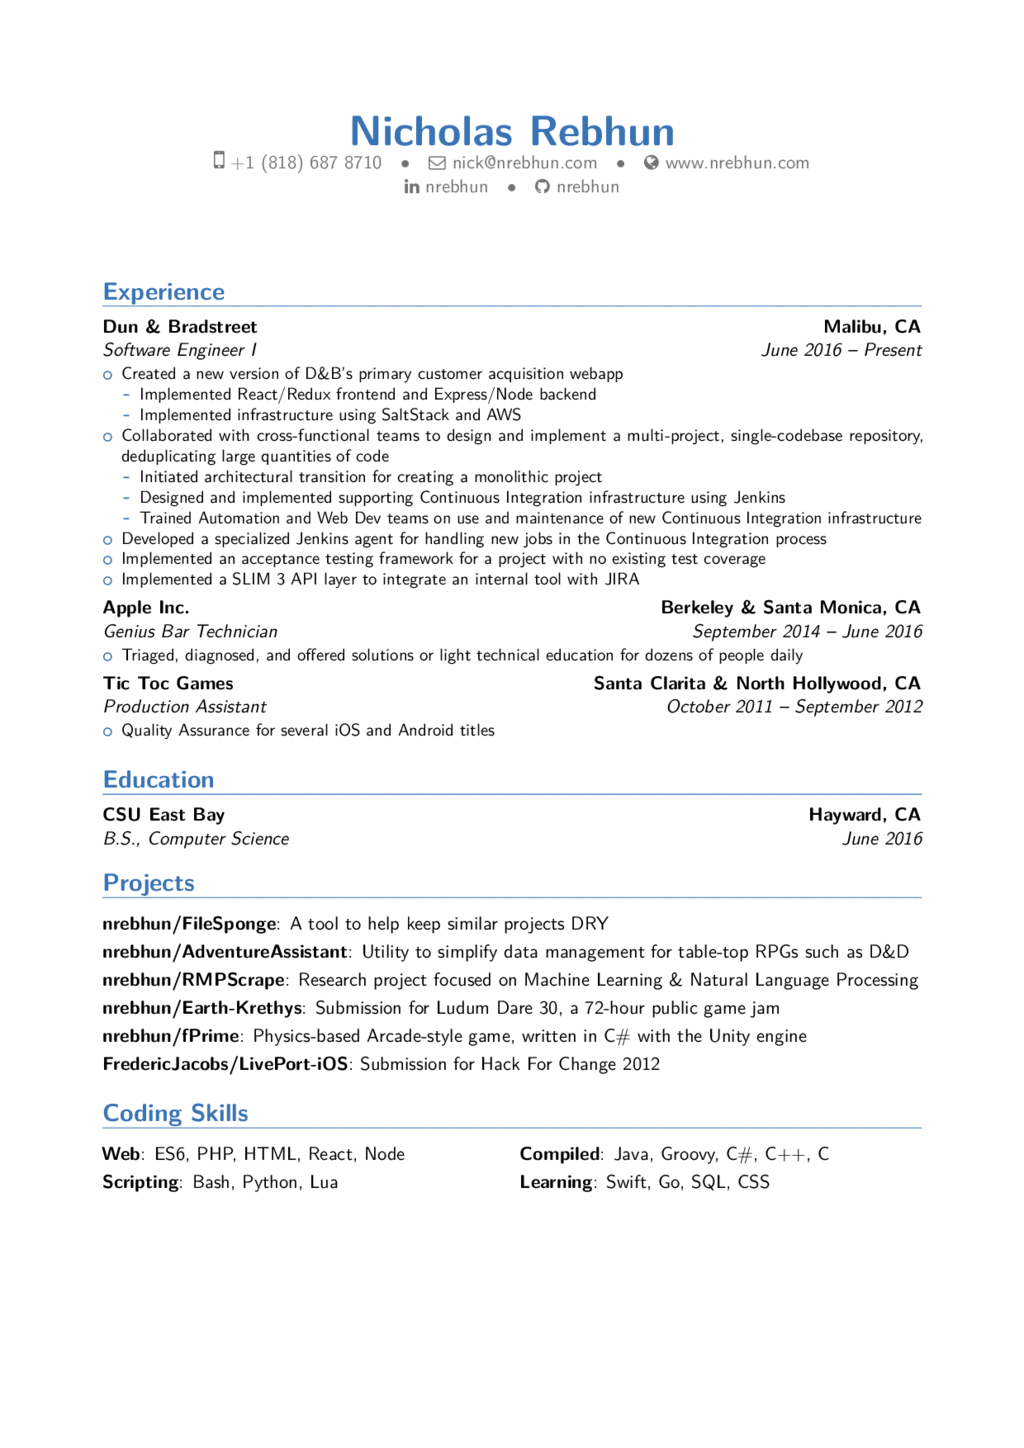 Nicholas Rebhun
+1 (818) 687 8710 • nick@nrebhun.com • www.nrebhun.com
in nrebhun • nrebhun
Experience
Dun & Bradstreet Malibu, CA
Software Engineer I June 2016 – Present
Created a new version of D&B's primary customer acquisition webapp
- Implemented React/Redux frontend and Express/Node backend
- Implemented infrastructure using SaltStack and AWS
Collaborated with cross-functional teams to design and implement a multi-project, single-codebase repository,
deduplicating large quantities of code
- Initiated architectural transition for creating a monolithic project
- Designed and implemented supporting Continuous Integration infrastructure using Jenkins
- Trained Automation and Web Dev teams on use and maintenance of new Continuous Integration infrastructure
Developed a specialized Jenkins agent for handling new jobs in the Continuous Integration process
Implemented an acceptance testing framework for a project with no existing test coverage
Implemented a SLIM 3 API layer to integrate an internal tool with JIRA
Apple Inc. Berkeley & Santa Monica, CA
Genius Bar Technician September 2014 – June 2016
Triaged, diagnosed, and offered solutions or light technical education for dozens of people daily
Tic Toc Games Santa Clarita & North Hollywood, CA
Production Assistant October 2011 – September 2012
Quality Assurance for several iOS and Android titles
Education
CSU East Bay Hayward, CA
B.S., Computer Science June 2016
Projects
nrebhun/FileSponge: A tool to help keep similar projects DRY
nrebhun/AdventureAssistant: Utility to simplify data management for table-top RPGs such as D&D
nrebhun/RMPScrape: Research project focused on Machine Learning & Natural Language Processing
nrebhun/Earth-Krethys: Submission for Ludum Dare 30, a 72-hour public game jam
nrebhun/fPrime: Physics-based Arcade-style game, written in C# with the Unity engine
FredericJacobs/LivePort-iOS: Submission for Hack For Change 2012
Coding Skills
Web: ES6, PHP, HTML, React, Node Compiled: Java, Groovy, C#, C++, C
Scripting: Bash, Python, Lua Learning: Swift, Go, SQL, CSS